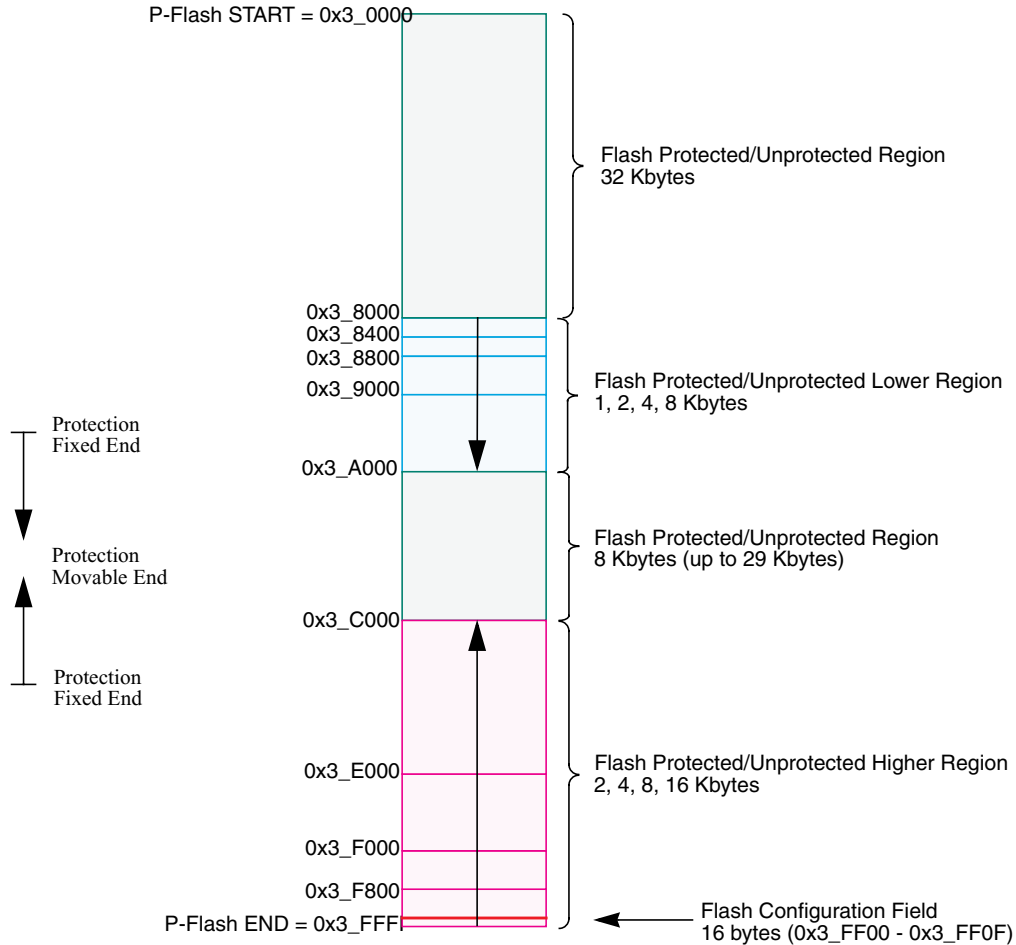 P-Flash START = 0x3_0000
Flash Protected/Unprotected Region
32 Kbytes
0x3_8000
0x3_8400
0x3_8800
0x3_9000
Flash Protected/Unprotected Lower Region
1, 2, 4, 8 Kbytes
Protection
Fixed End
0x3_A000
Protection
Movable End
Flash Protected/Unprotected Region
8 Kbytes (up to 29 Kbytes)
0x3_C000
Protection
Fixed End
0x3_E000
Flash Protected/Unprotected Higher Region
2, 4, 8, 16 Kbytes
0x3_F000
0x3_F800
P-Flash END = 0x3_FFFF
Flash Configuration Field
16 bytes (0x3_FF00 - 0x3_FF0F)